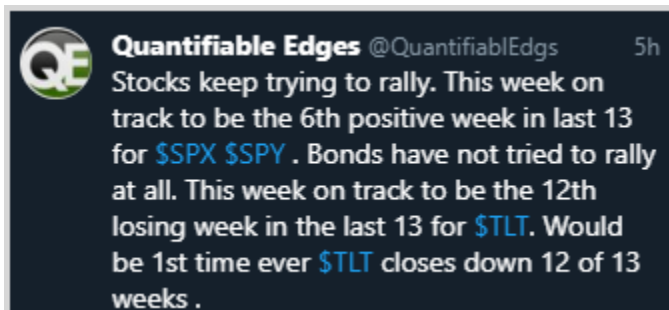 QE
Quantifiable Edges @QuantifiablEdgs 5h
Stocks keep trying to rally. This week on
track to be the 6th positive week in last 13
for $SPX $SPY . Bonds have not tried to rally
at all. This week on track to be the 12th
losing week in the last 13 for $TLT. Would
be 1st time ever $TLT closes down 12 of 13
weeks .